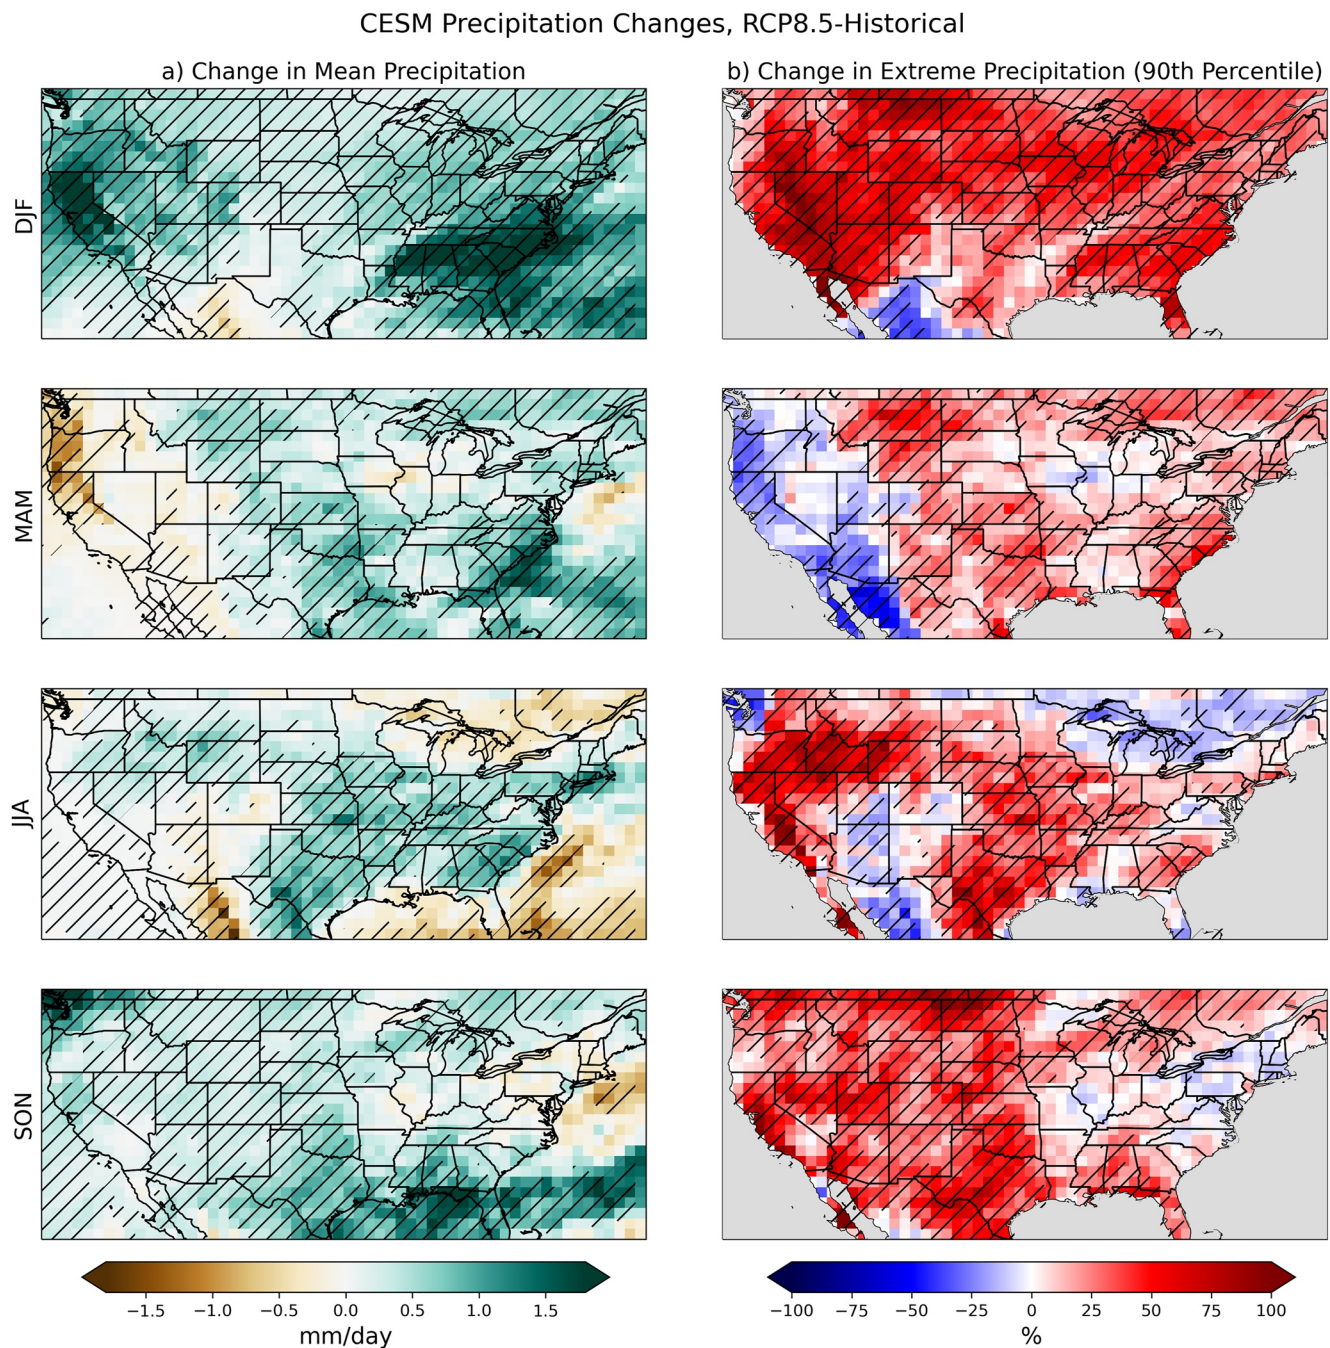 CESM Precipitation Changes, RCP8.5-Historical
a) Change in Mean Precipitation
b) Change in Extreme Precipitation (90th Percentile)
DJF
MAM
JJA
SON
−1.5 −1.0 −0.5 0.0 0.5 1.0 1.5
mm/day
−100 −75 −50 −25 0 25 50 75 100
%